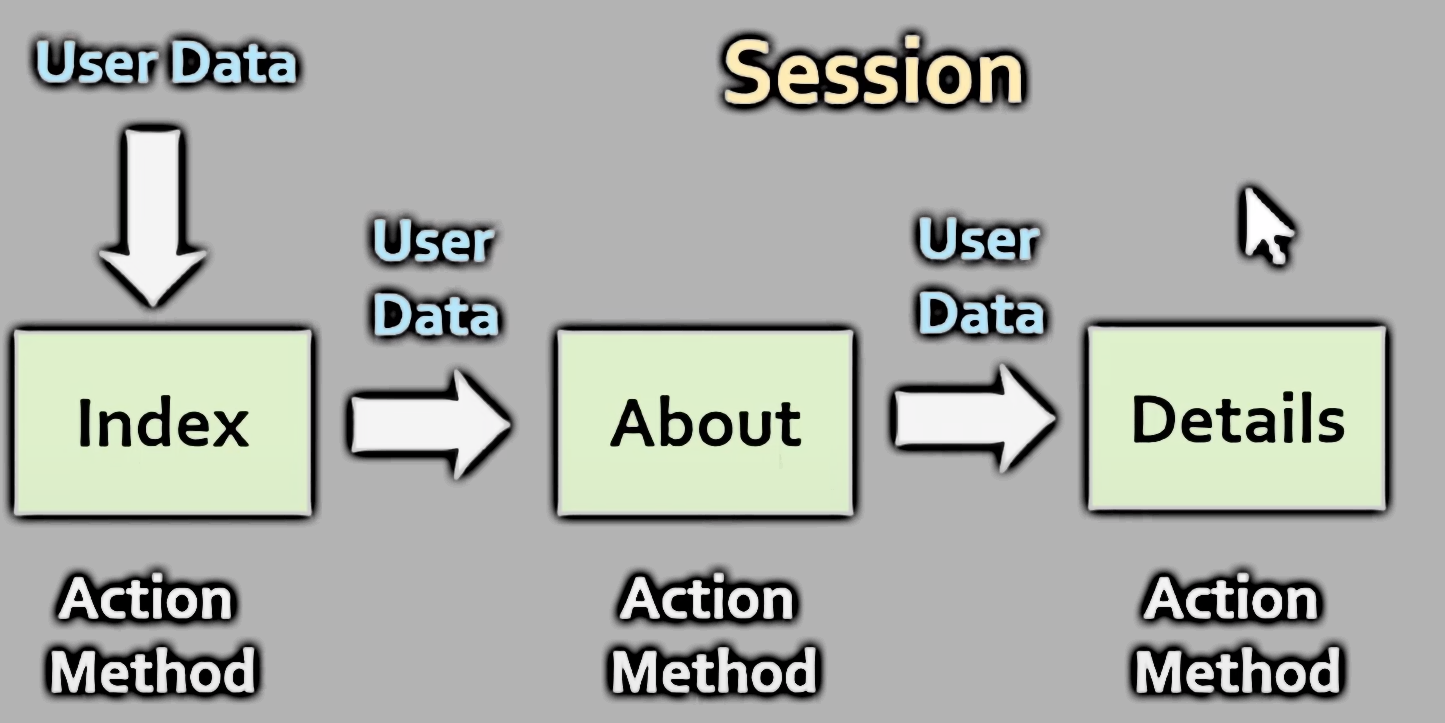 User Data
Session
User
Data
User
Data
Index
About
Details
Action
Method
Action
Method
Action
Method